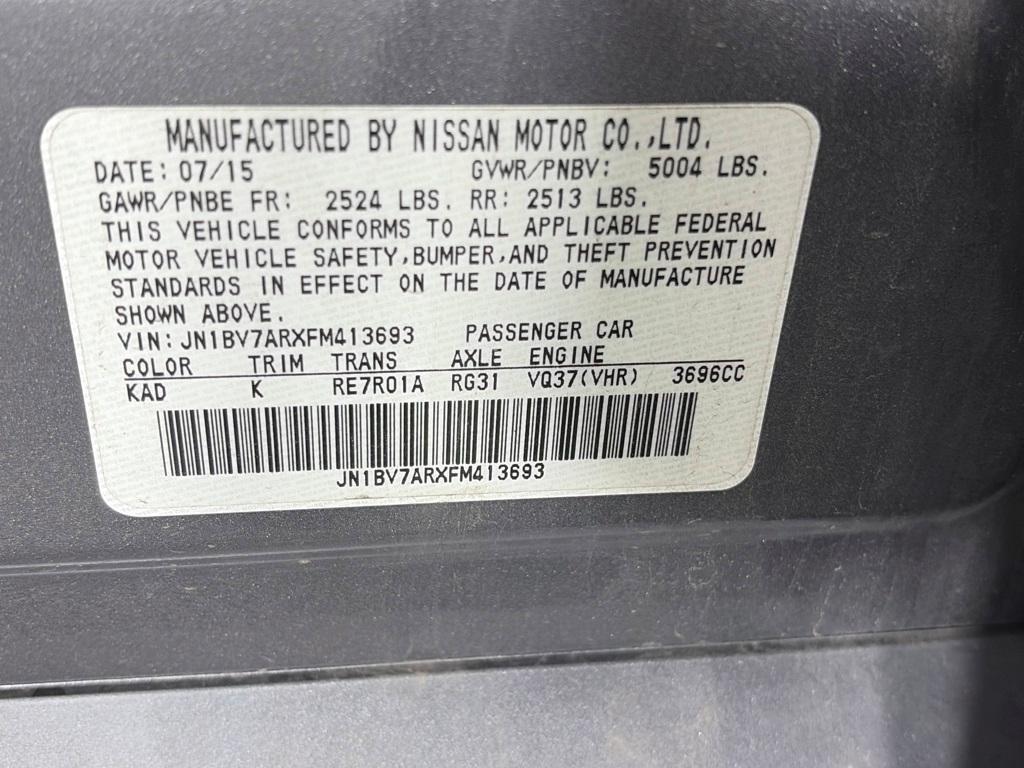 MANUFACTURED BY NISSAN MOTOR CO.,LTD.
DATE: 07/15 GVWR/PNBV: 5004 LBS.
GAWR/PNBE FR: 2524 LBS. RR: 2513 LBS.
THIS VEHICLE CONFORMS TO ALL APPLICABLE FEDERAL
MOTOR VEHICLE SAFETY,BUMPER,AND THEFT PREVENTION
STANDARDS IN EFFECT ON THE DATE OF MANUFACTURE
SHOWN ABOVE.
VIN: JN1BV7ARXFM413693 PASSENGER CAR
COLOR TRIM TRANS AXLE ENGINE
KAD K RE7R01A RG31 VQ37(VHR) 3696CC
JN1BV7ARXFM413693